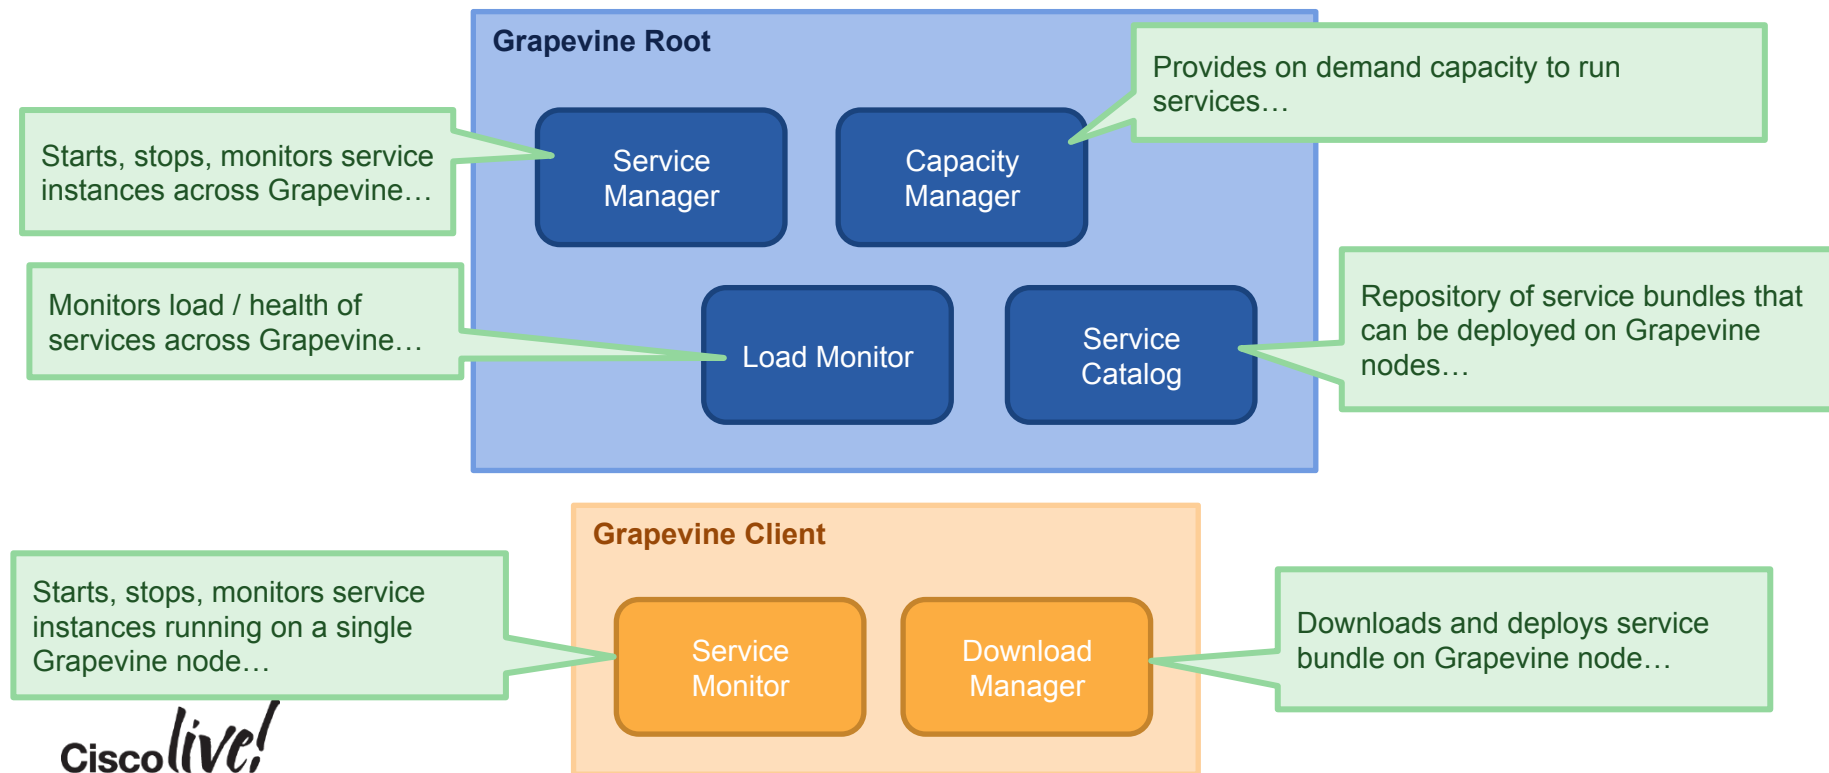 Grapevine Root
Provides on demand capacity to run
services…
Starts, stops, monitors service
instances across Grapevine…
Service
Manager
Capacity
Manager
Monitors load / health of
services across Grapevine…
Load Monitor
Service
Catalog
Repository of service bundles that
can be deployed on Grapevine
nodes…
Grapevine Client
Starts, stops, monitors service
instances running on a single
Grapevine node…
Service
Monitor
Download
Manager
Downloads and deploys service
bundle on Grapevine node…
Cisco live!